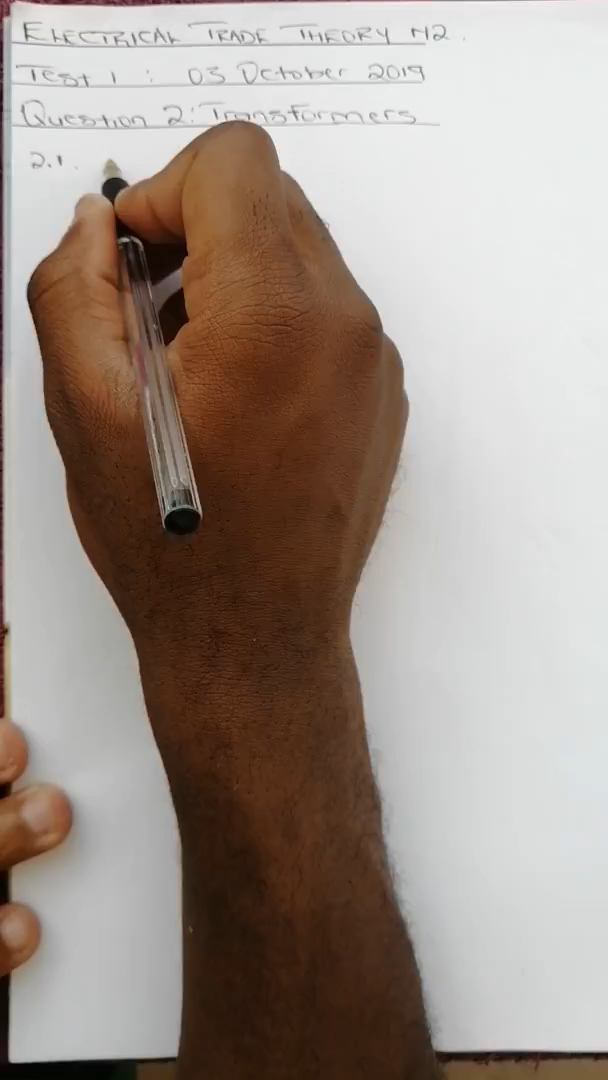 ELECTRICAL TRADE THEORY N2.
Test 1 : 03 October 2019
Question 2: Transformers
2.1.